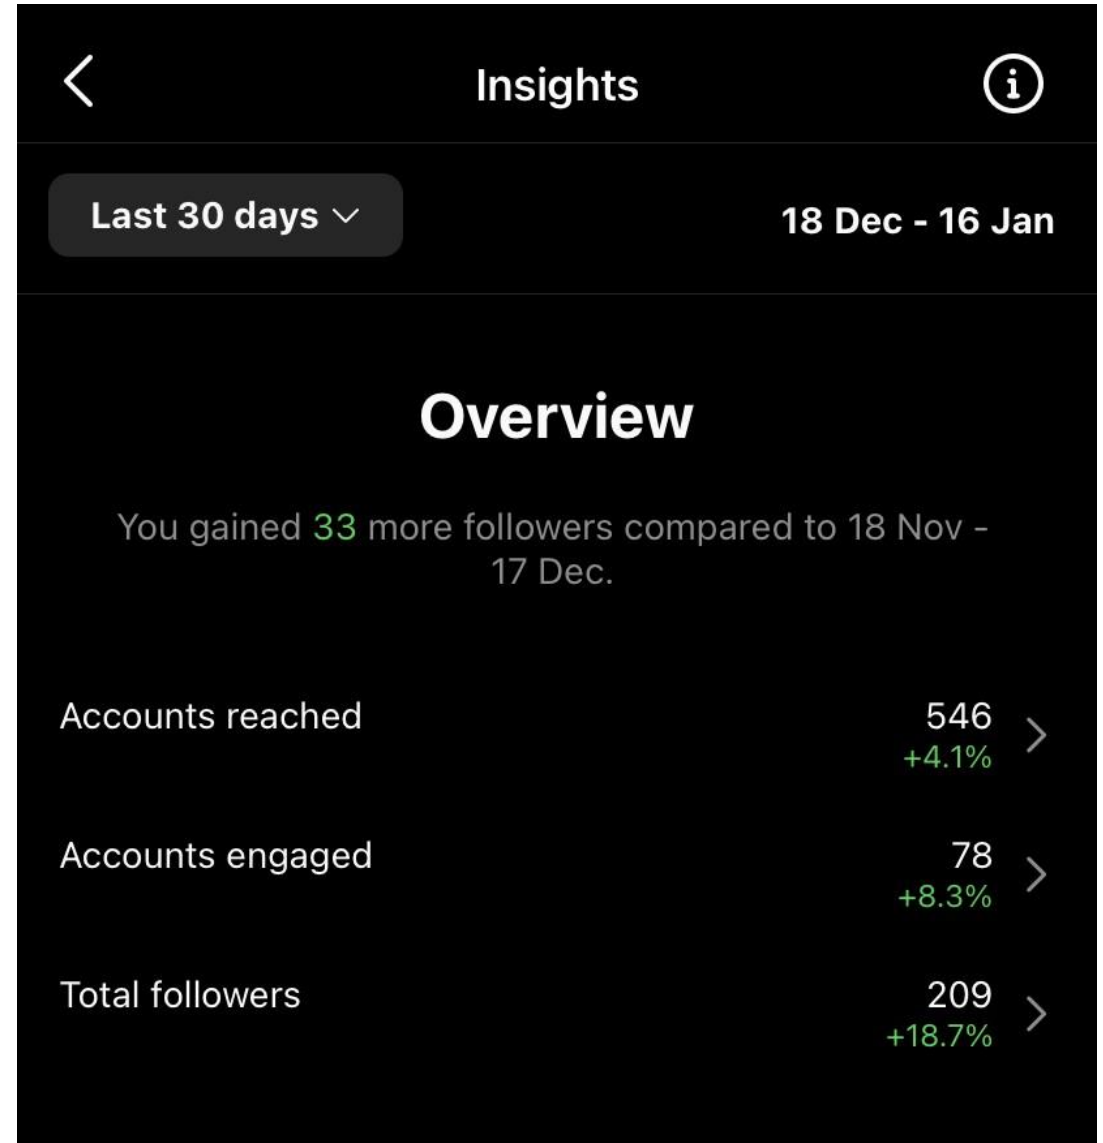 Insights
Last 30 days
18 Dec - 16 Jan
Overview
You gained 33 more followers compared to 18 Nov -
17 Dec.
Accounts reached
546
+4.1%
Accounts engaged
78
+8.3%
Total followers
209
+18.7%